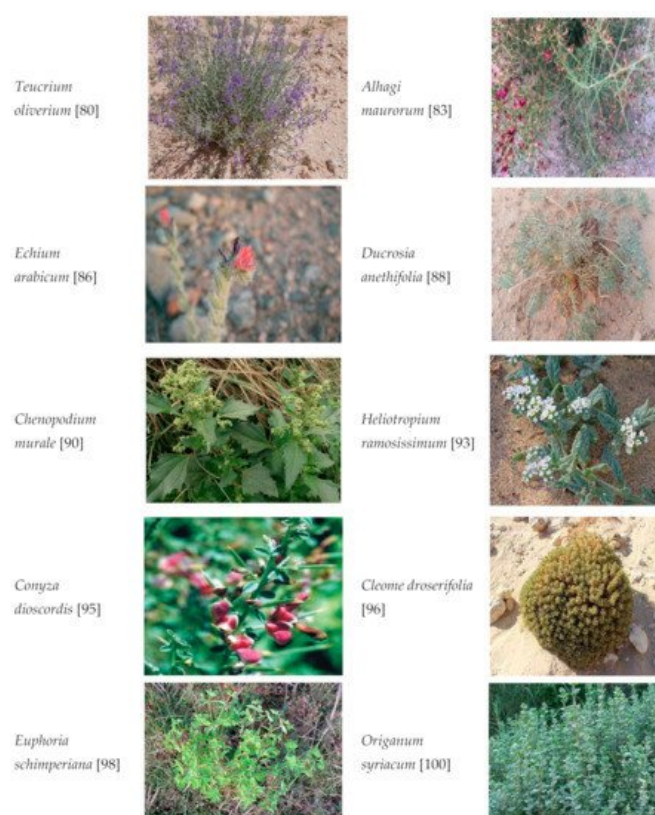 Teucrium
oliverium [80]
Alhagi
maurorum [83]
Echium
arabicum [86]
Ducrosia
anethifolia [88]
Chenopodium
murale [90]
Heliotropium
ramosissimum [93]
Conyza
dioscordis [95]
Cleome droserifolia
[96]
Euphoria
schimperiana [98]
Origanum
syriacum [100]